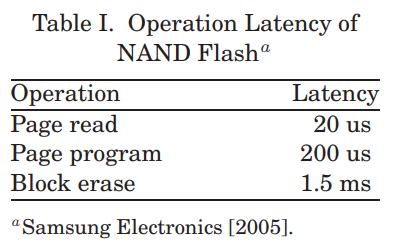 Table I. Operation Latency of
NAND Flash^a
Operation Latency
Page read 20 us
Page program 200 us
Block erase 1.5 ms
^a Samsung Electronics [2005].